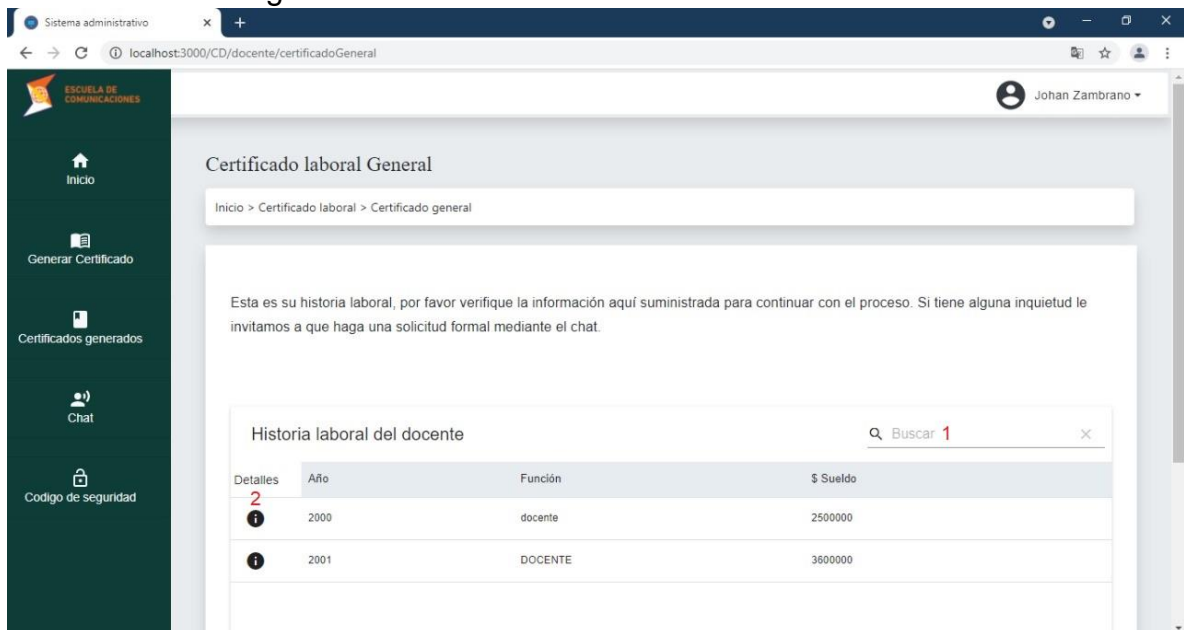 Sistema administrativo
localhost:3000/CD/docente/certificadoGeneral
ESCUELA DE
COMUNICACIONES
Johan Zambrano
Inicio
Certificado laboral General
Inicio > Certificado laboral > Certificado general
Generar Certificado
Esta es su historia laboral, por favor verifique la información aquí suministrada para continuar con el proceso. Si tiene alguna inquietud le
invitamos a que haga una solicitud formal mediante el chat.
Certificados generados
Chat
Historia laboral del docente
Buscar 1
Codigo de seguridad
Detalles Año Función $ Sueldo
2
2000 docente 2500000
2001 DOCENTE 3600000